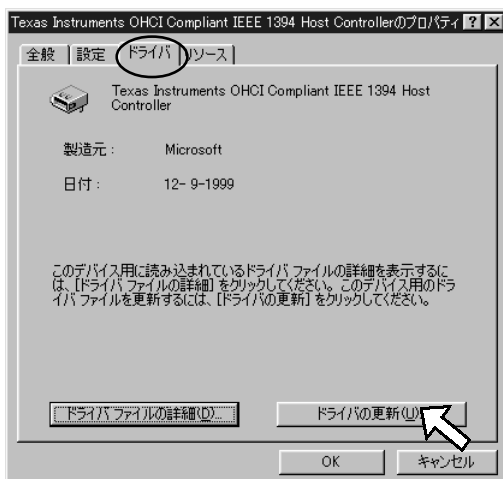 Texas Instruments OHCI Compliant IEEE 1394 Host Controllerのプロパティ
全般
設定
ドライバ
リソース
Texas Instruments OHCI Compliant IEEE 1394 Host
Controller
製造元：
Microsoft
日付：
12- 9-1999
このデバイス用に読み込まれているドライバ ファイルの詳細を表示するに
は、[ドライバ ファイルの詳細] をクリックしてください。このデバイス用のドラ
イバ ファイルを更新するには、[ドライバの更新] をクリックしてください。
ドライバ ファイルの詳細(D)...
ドライバの更新(U)
OK
キャンセル